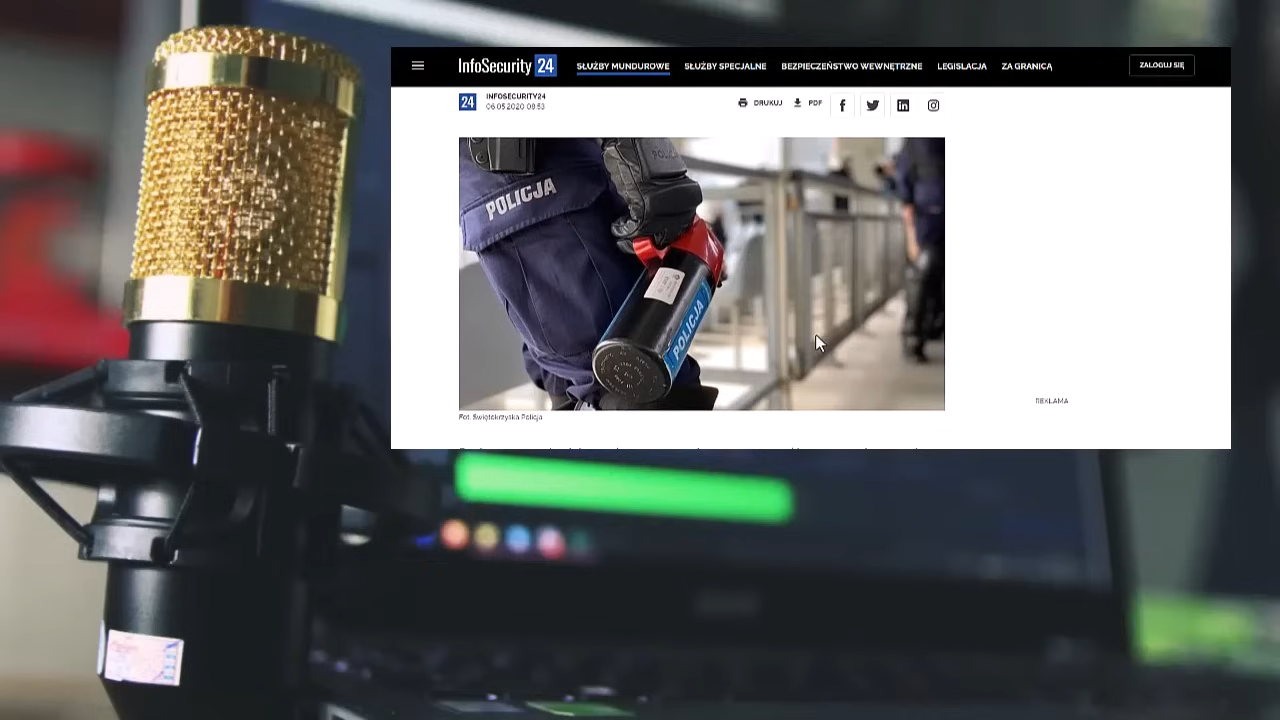 InfoSecurity 24
SŁUŻBY MUNDUROWE
SŁUŻBY SPECJALNE
BEZPIECZEŃSTWO WEWNĘTRZNE
LEGISLACJA
ZA GRANICĄ
ZALOGUJ SIĘ
24
INFOSECURITY24
06.05.2020 08:53
DRUKUJ
PDF
POLICJA
POLICJA
POLICJA
Fot. Świętokrzyska Policja
REKLAMA